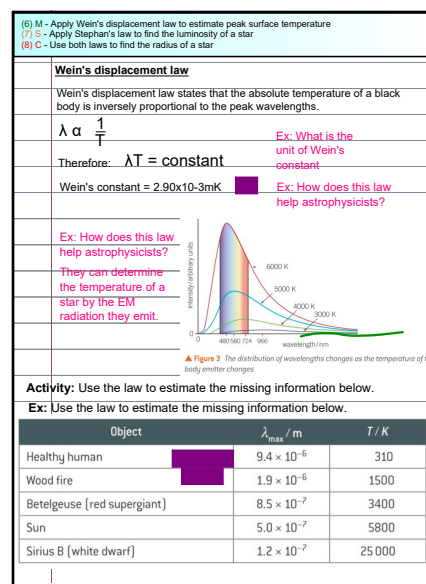 (6) M - Apply Wein's displacement law to estimate peak surface temperature
(7) S - Apply Stephan's law to find the luminosity of a star
(8) C - Use both laws to find the radius of a star
Wein's displacement law
Wein's displacement law states that the absolute temperature of a black
body is inversely proportional to the peak wavelengths.
λ α 1/T
Ex: What is the
unit of Wein's
constant
Therefore: λT = constant
Wein's constant = 2.90x10-3mK
Ex: How does this law
help astrophysicists?
Ex: How does this law
help astrophysicists?
They can determine
the temperature of a
star by the EM
radiation they emit.
intensity/arbitrary units
6000 K
5000 K
4000 K
3000 K
0
0 480 580 724 966
wavelength/nm
▲ Figure 3 The distribution of wavelengths changes as the temperature of
body emitter changes
Activity: Use the law to estimate the missing information below.
Ex: Use the law to estimate the missing information below.
Object λmax / m T / K
Healthy human 9.4 × 10⁻⁶ 310
Wood fire 1.9 × 10⁻⁶ 1500
Betelgeuse (red supergiant) 8.5 × 10⁻⁷ 3400
Sun 5.0 × 10⁻⁷ 5800
Sirius B (white dwarf) 1.2 × 10⁻⁷ 25 000